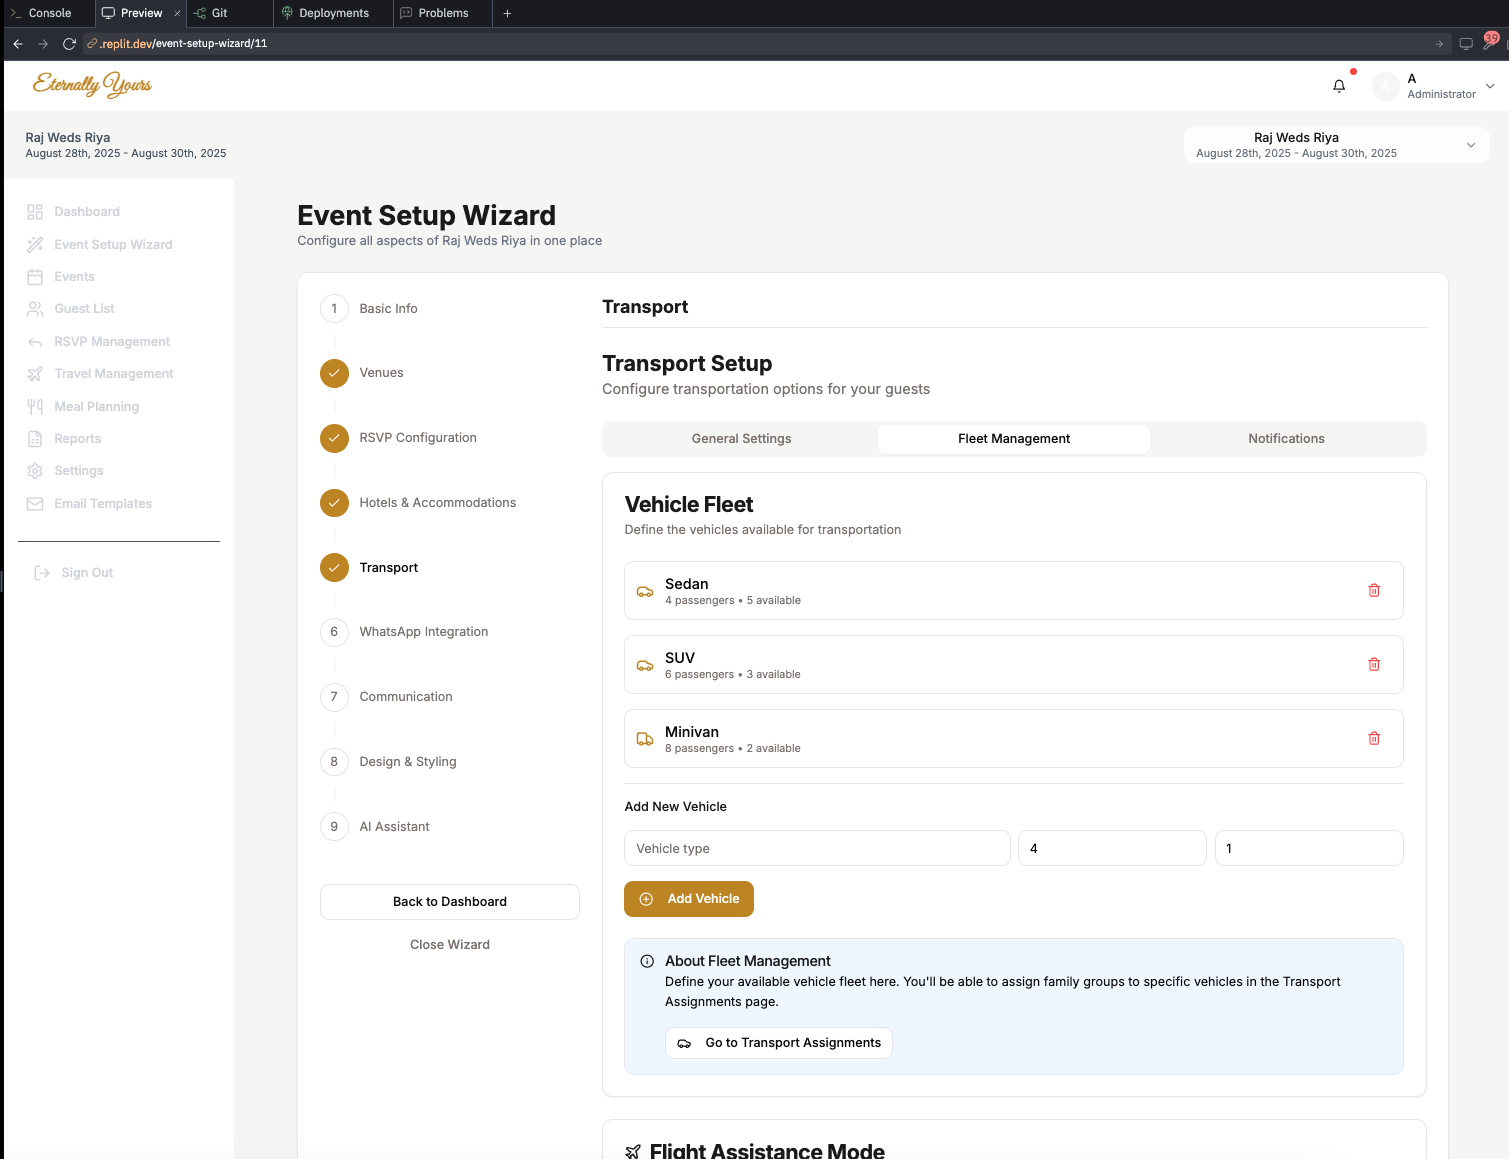 Console
Preview
Git
Deployments
Problems
.replit.dev/event-setup-wizard/11
39
Eternally Yours
A
A
Administrator
Raj Weds Riya
August 28th, 2025 - August 30th, 2025
Raj Weds Riya
August 28th, 2025 - August 30th, 2025
Dashboard
Event Setup Wizard
Events
Guest List
RSVP Management
Travel Management
Meal Planning
Reports
Settings
Email Templates
Sign Out
Event Setup Wizard
Configure all aspects of Raj Weds Riya in one place
1 Basic Info
Venues
RSVP Configuration
Hotels & Accommodations
Transport
6 WhatsApp Integration
7 Communication
8 Design & Styling
9 AI Assistant
Back to Dashboard
Close Wizard
Transport
Transport Setup
Configure transportation options for your guests
General Settings
Fleet Management
Notifications
Vehicle Fleet
Define the vehicles available for transportation
Sedan
4 passengers • 5 available
SUV
6 passengers • 3 available
Minivan
8 passengers • 2 available
Add New Vehicle
Vehicle type
4
1
Add Vehicle
About Fleet Management
Define your available vehicle fleet here. You'll be able to assign family groups to specific vehicles in the Transport
Assignments page.
Go to Transport Assignments
Flight Assistance Mode